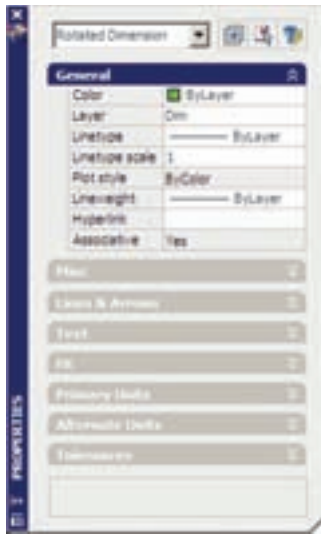 Rotated Dimension
General
Color ByLayer
Layer Dim
Linetype ByLayer
Linetype scale 1
Plot style ByColor
Lineweight ByLayer
Hyperlink
Associative Yes
Misc
Lines & Arrows
Text
Fit
Primary Units
Alternate Units
Tolerances
PROPERTIES